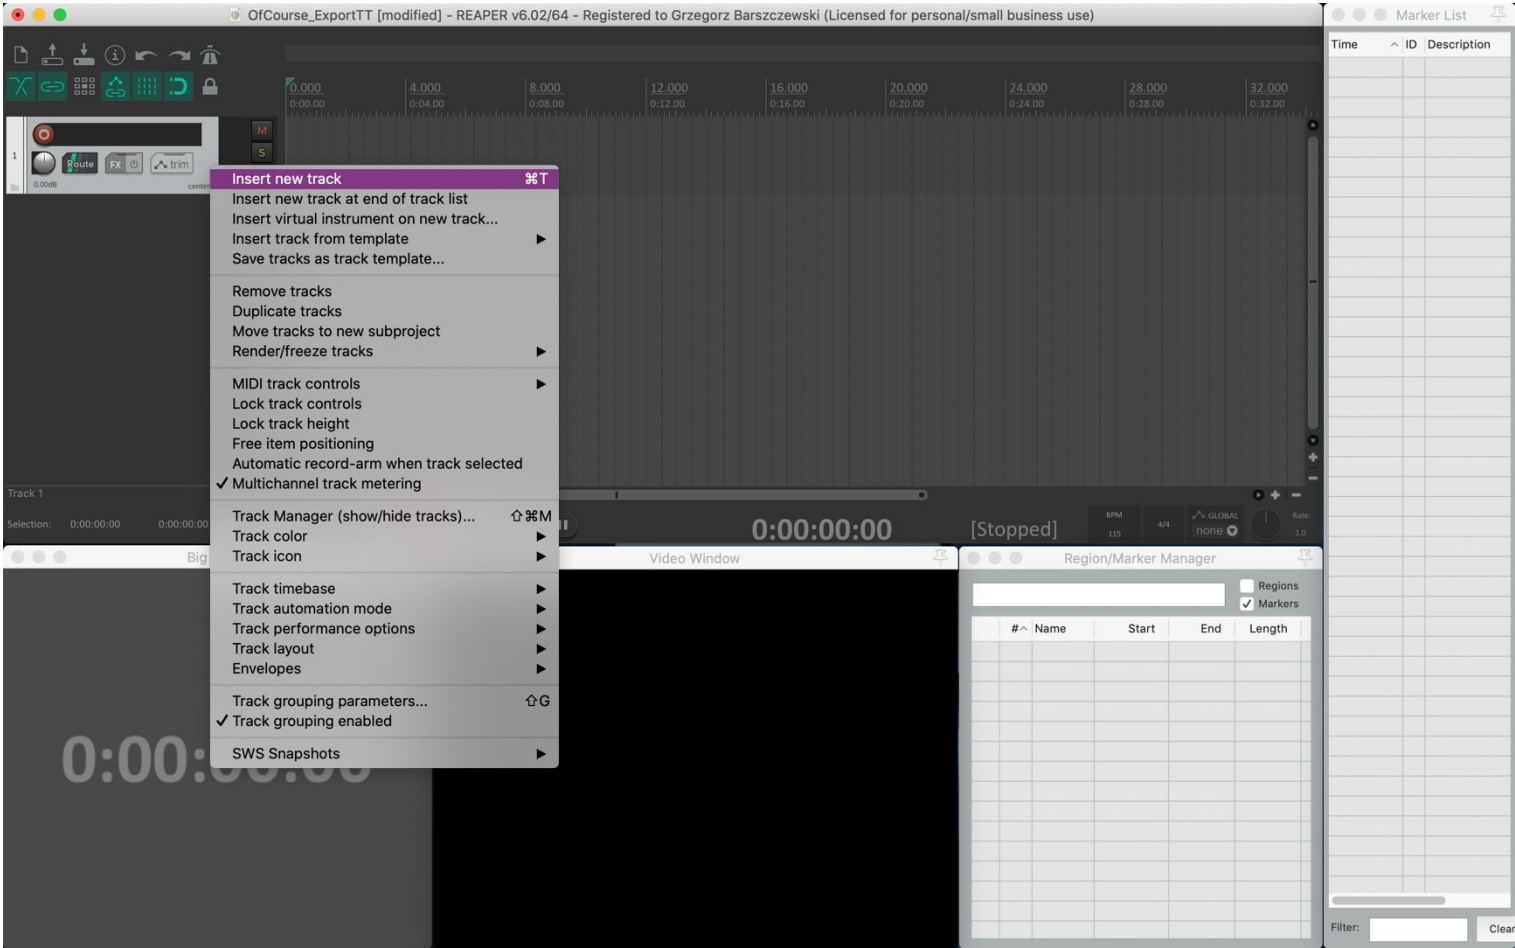 OfCourse_ExportTT [modified] - REAPER v6.02/64 - Registered to Grzegorz Barszczewski (Licensed for personal/small business use)
Marker List
Time ID Description
0.000 4.000 8.000 12.000 16.000 20.000 24.000 28.000 32.000
0:00.00 0:04.00 0:08.00 0:12.00 0:16.00 0:20.00 0:24.00 0:28.00 0:32.00
M
S
1
Route FX trim
0.00dB center
Insert new track ⌘T
Insert new track at end of track list
Insert virtual instrument on new track...
Insert track from template
Save tracks as track template...
Remove tracks
Duplicate tracks
Move tracks to new subproject
Render/freeze tracks
MIDI track controls
Lock track controls
Lock track height
Free item positioning
Automatic record-arm when track selected
✓ Multichannel track metering
Track Manager (show/hide tracks)... ⇧⌘M
Track color
Track icon
Track timebase
Track automation mode
Track performance options
Track layout
Envelopes
Track grouping parameters... ⇧G
✓ Track grouping enabled
SWS Snapshots
Track 1
Selection: 0:00:00:00 0:00:00:00
0:00:00:00 [Stopped]
BPM
115
4/4
GLOBAL
none
Rate:
1.0
Big
0:00:00:00
Video Window
Region/Marker Manager
Regions
Markers
# Name Start End Length
Filter:
Clear